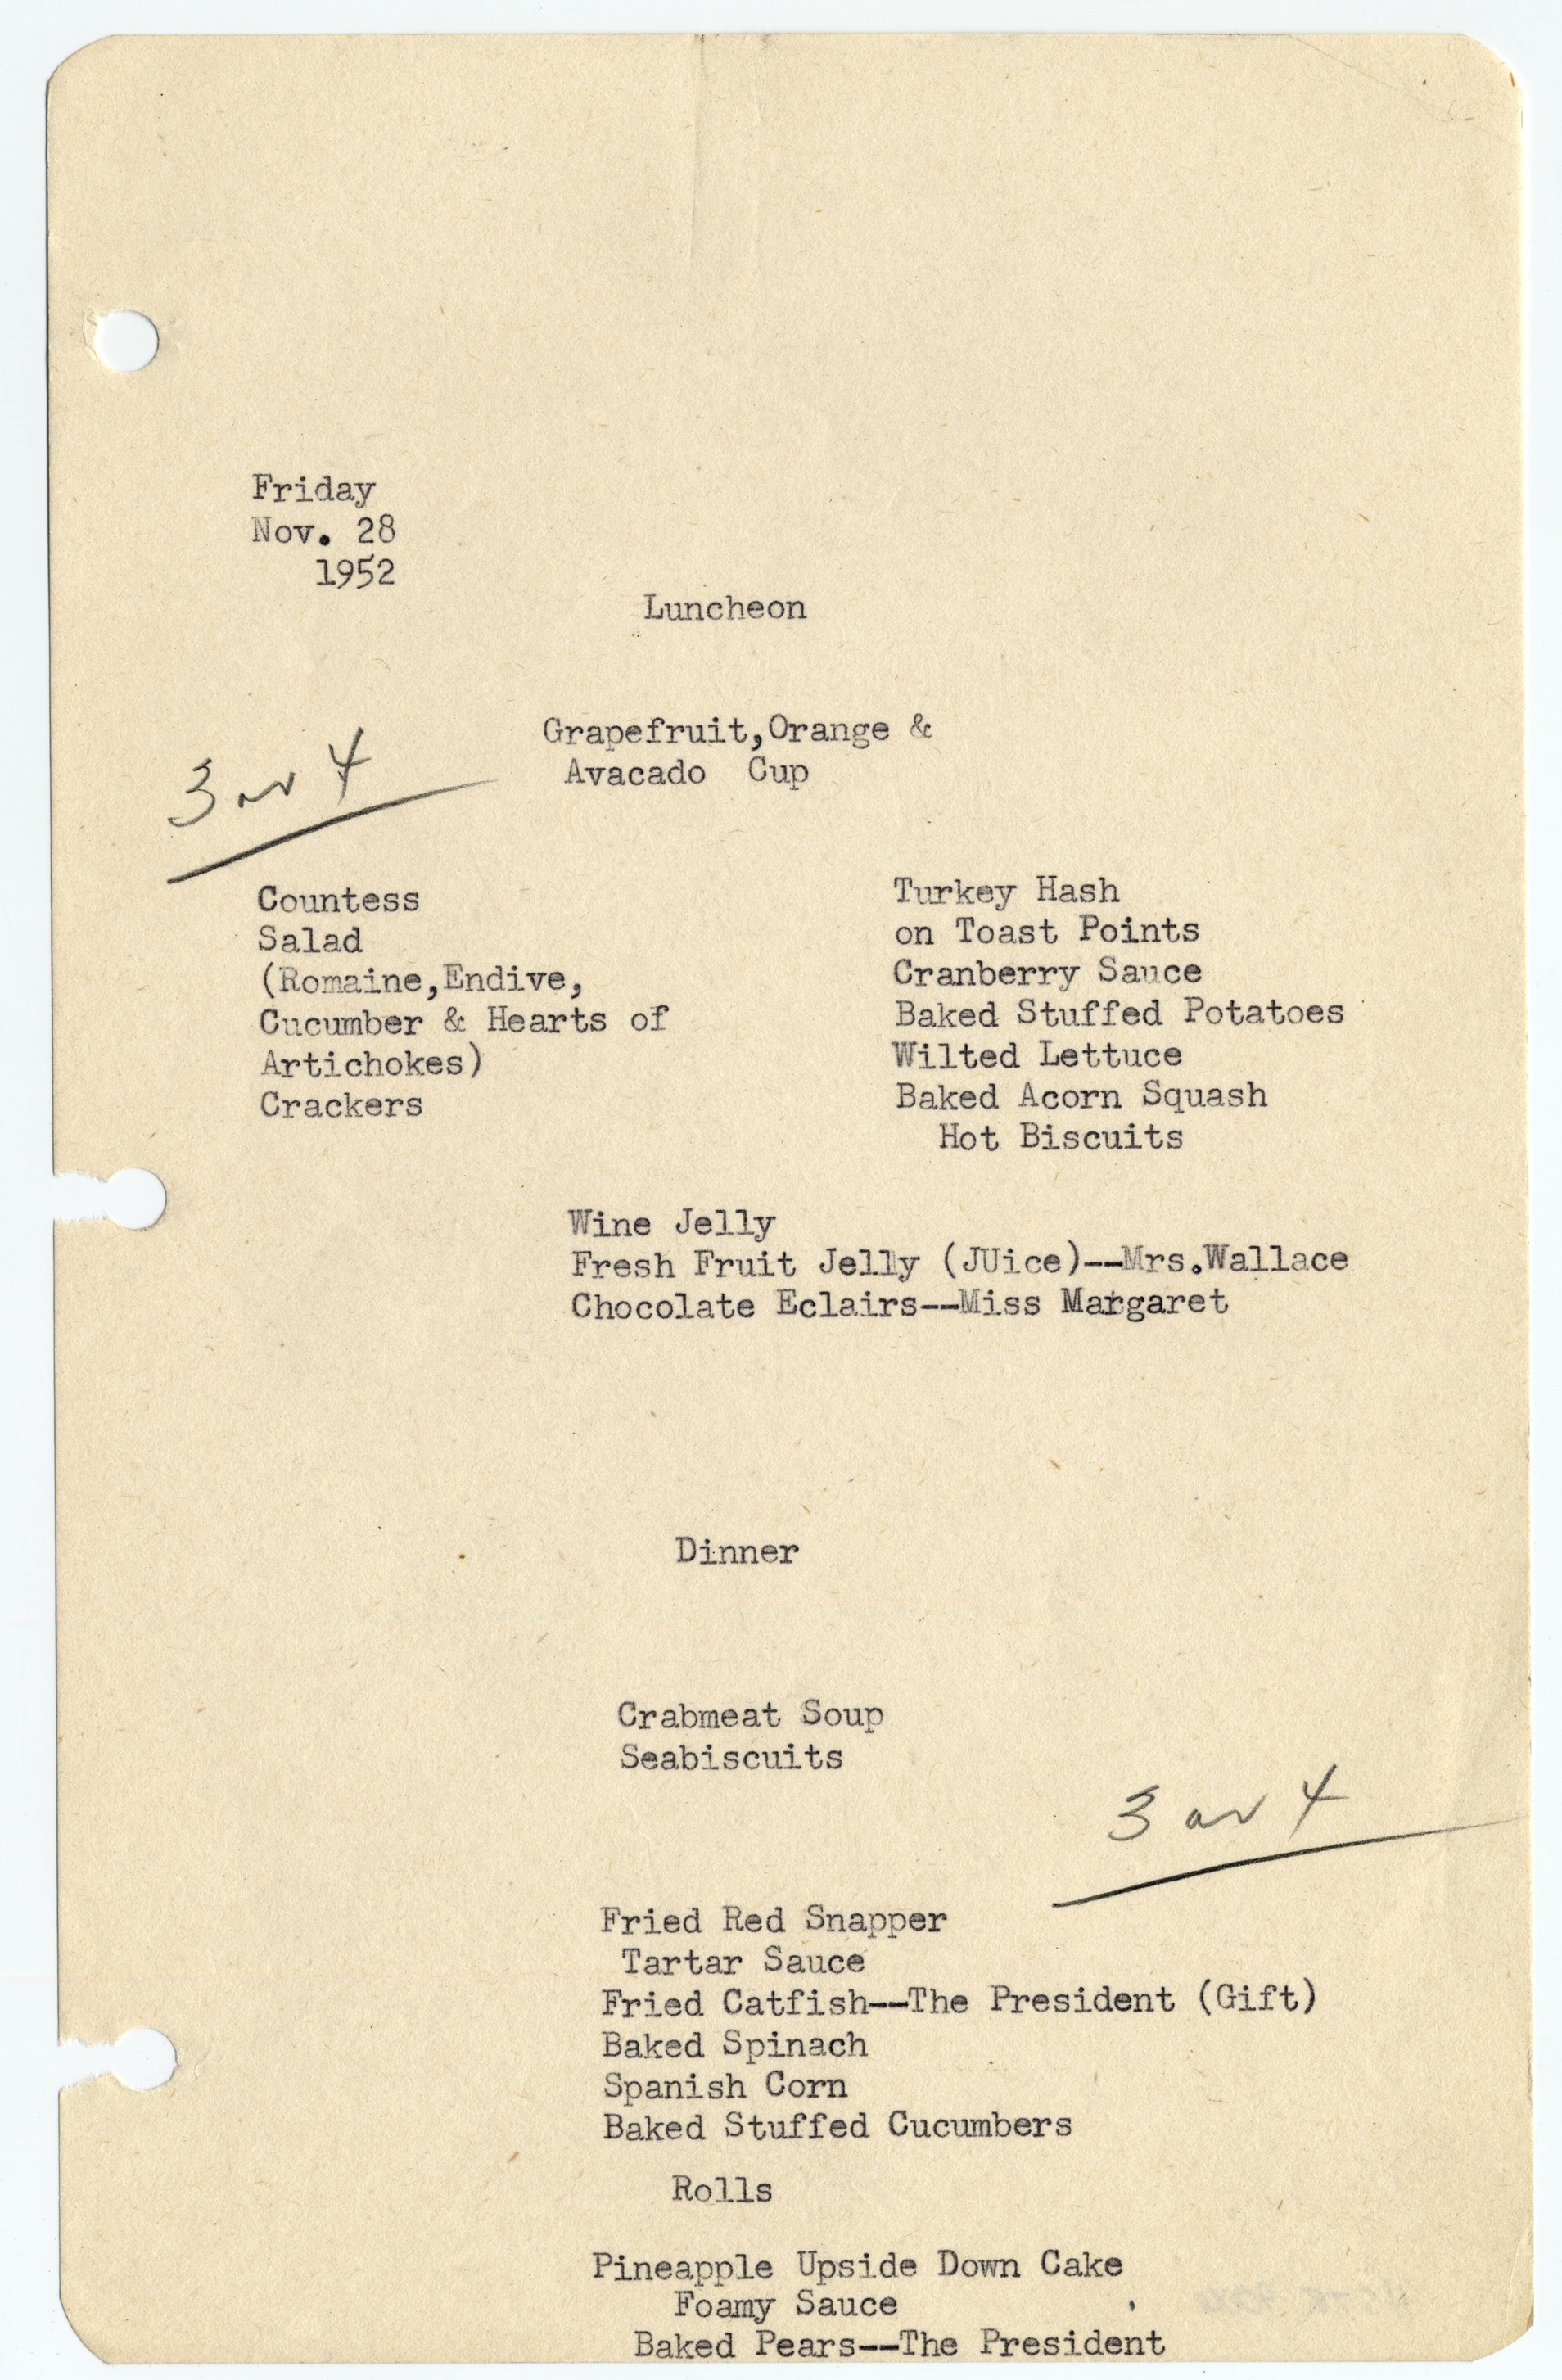 Friday
Nov. 28
1952
Luncheon
Grapefruit,Orange &
Avacado Cup
3 or 4
Countess
Salad
(Romaine,Endive,
Cucumber & Hearts of
Artichokes)
Crackers
Turkey Hash
on Toast Points
Cranberry Sauce
Baked Stuffed Potatoes
Wilted Lettuce
Baked Acorn Squash
Hot Biscuits
Wine Jelly
Fresh Fruit Jelly (JUice)--Mrs.Wallace
Chocolate Eclairs--Miss Margaret
Dinner
Crabmeat Soup
Seabiscuits
3 or 4
Fried Red Snapper
Tartar Sauce
Fried Catfish--The President (Gift)
Baked Spinach
Spanish Corn
Baked Stuffed Cucumbers
Rolls
Pineapple Upside Down Cake
Foamy Sauce
Baked Pears--The President